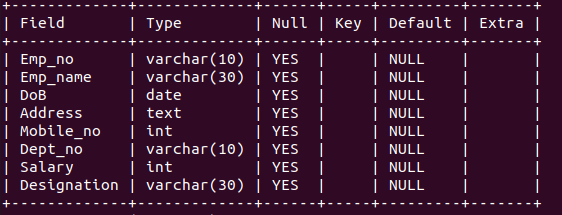 +-------------+-------------+------+-----+---------+-------+
| Field       | Type        | Null | Key | Default | Extra |
+-------------+-------------+------+-----+---------+-------+
| Emp_no      | varchar(10) | YES  |     | NULL    |       |
| Emp_name    | varchar(30) | YES  |     | NULL    |       |
| DoB         | date        | YES  |     | NULL    |       |
| Address     | text        | YES  |     | NULL    |       |
| Mobile_no   | int         | YES  |     | NULL    |       |
| Dept_no     | varchar(10) | YES  |     | NULL    |       |
| Salary      | int         | YES  |     | NULL    |       |
| Designation | varchar(30) | YES  |     | NULL    |       |
+-------------+-------------+------+-----+---------+-------+